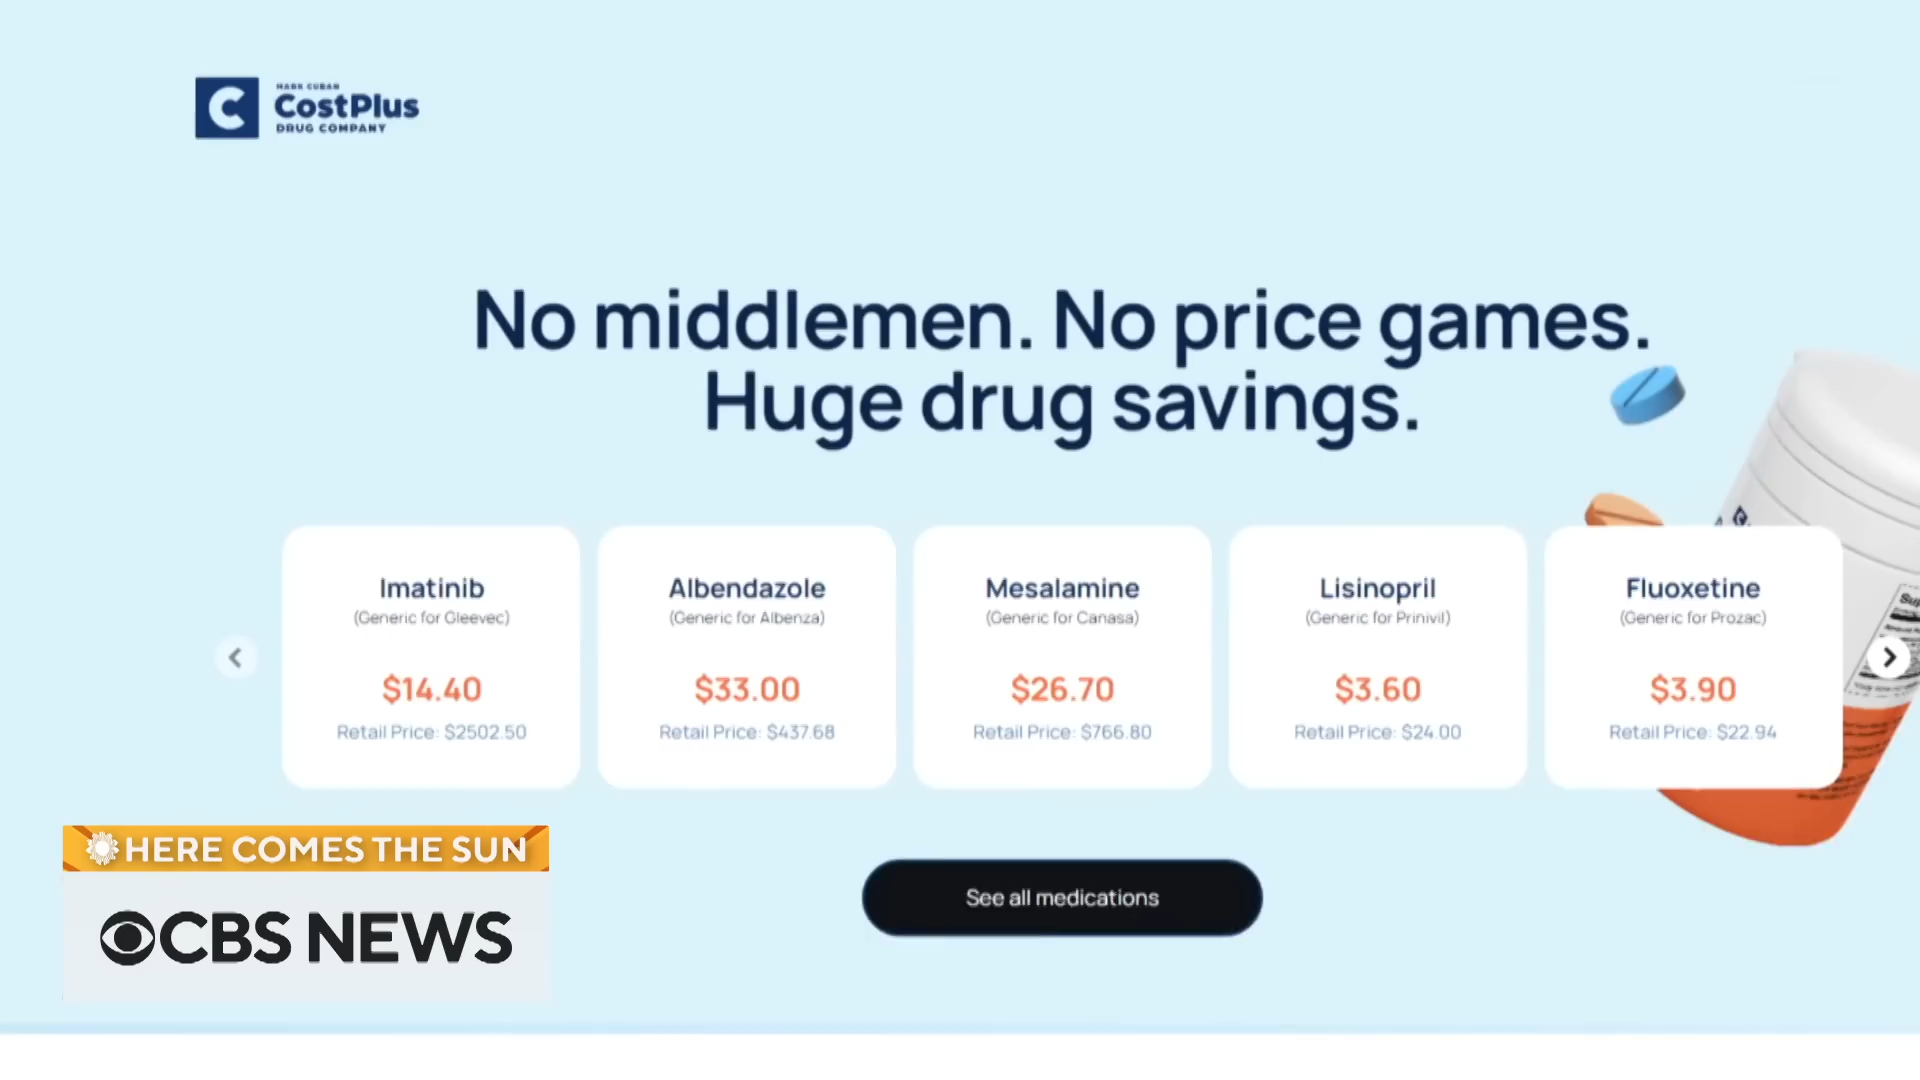 MARK CUBAN
CostPlus
DRUG COMPANY
No middlemen. No price games.
Huge drug savings.
Imatinib
(Generic for Gleevec)
$14.40
Retail Price: $2502.50
Albendazole
(Generic for Albenza)
$33.00
Retail Price: $437.68
Mesalamine
(Generic for Canasa)
$26.70
Retail Price: $766.80
Lisinopril
(Generic for Prinivil)
$3.60
Retail Price: $24.00
Fluoxetine
(Generic for Prozac)
$3.90
Retail Price: $22.94
See all medications
HERE COMES THE SUN
CBS NEWS